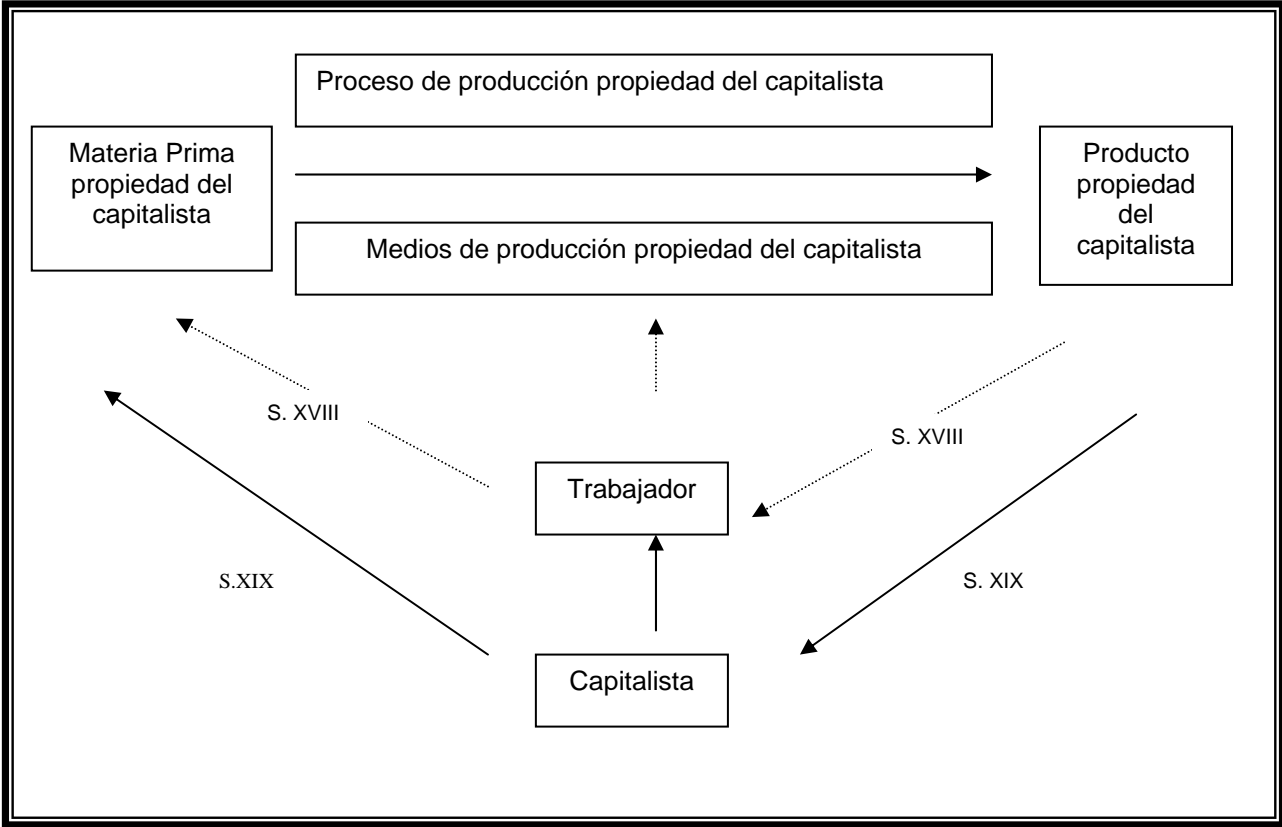 Proceso de producción propiedad del capitalista
Materia Prima
propiedad del
capitalista
Producto
propiedad
del
capitalista
Medios de producción propiedad del capitalista
S. XVIII
S. XVIII
Trabajador
S.XIX
S. XIX
Capitalista